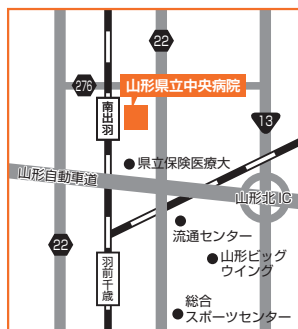 22
276
山形県立中央病院
南出羽
13
県立保険医療大
山形自動車道
山形北IC
流通センター
22
羽前千歳
山形ビッグ
ウイング
総合
スポーツセンター